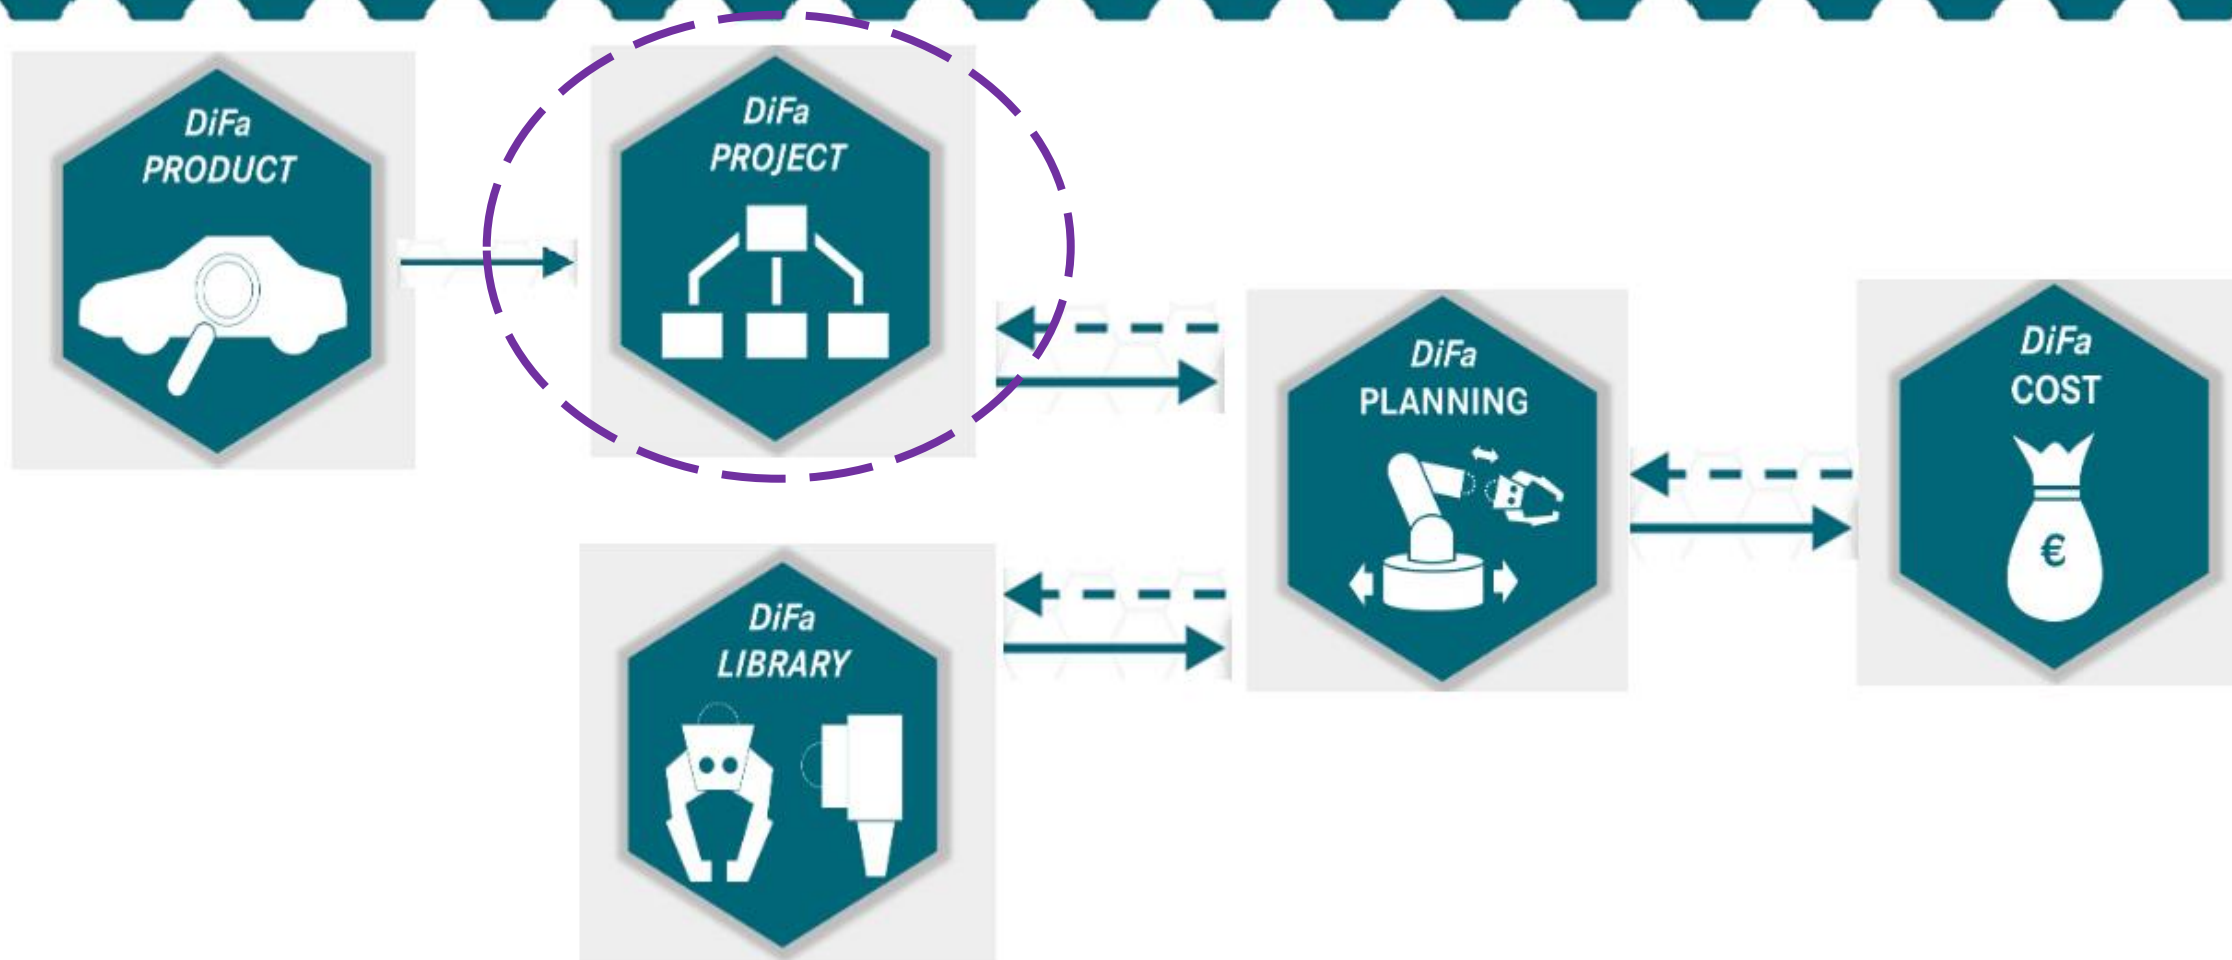 DiFa
PRODUCT
DiFa
PROJECT
DiFa
PLANNING
DiFa
COST
€
DiFa
LIBRARY